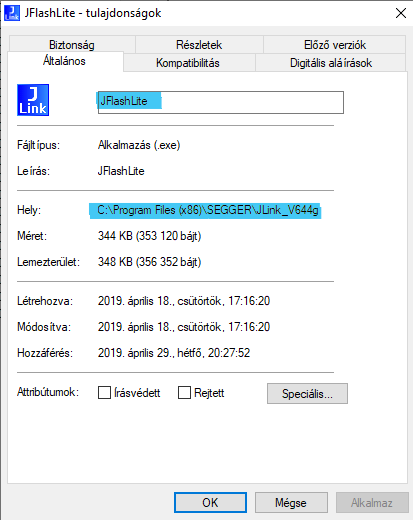 JFlashLite - tulajdonságok
Biztonság Részletek Előző verziók
Általános Kompatibilitás Digitális aláírások
J
Link
JFlashLite
Fájltípus: Alkalmazás (.exe)
Leírás: JFlashLite
Hely: C:\Program Files (x86)\SEGGER\JLink_V644g
Méret: 344 KB (353 120 bájt)
Lemezterület: 348 KB (356 352 bájt)
Létrehozva: 2019. április 18., csütörtök, 17:16:20
Módosítva: 2019. április 18., csütörtök, 17:16:20
Hozzáférés: 2019. április 29., hétfő, 20:27:52
Attribútumok: Írásvédett Rejtett Speciális...
OK Mégse Alkalmaz